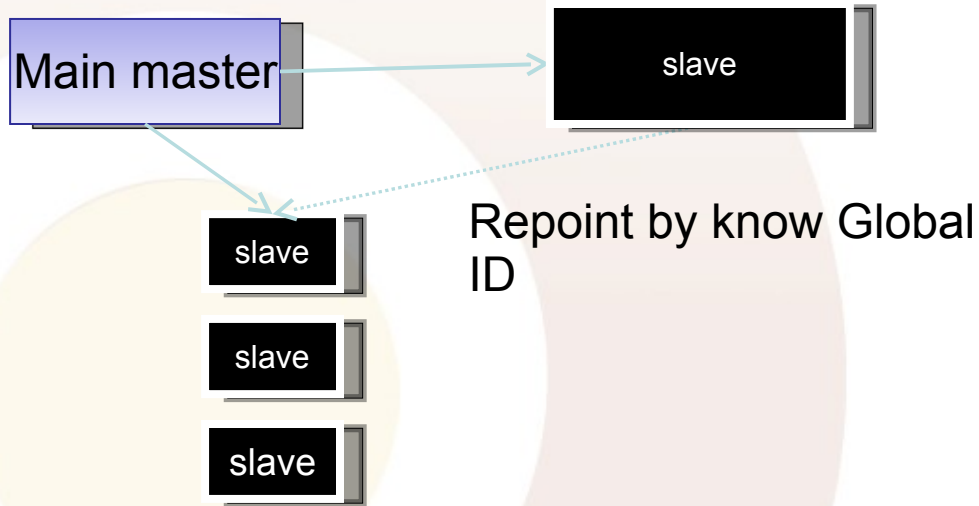 Main master
slave
slave
Repoint by know Global
ID
slave
slave